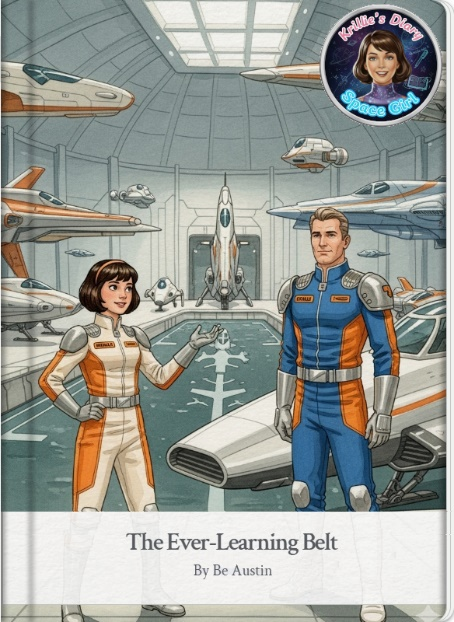 Krillie's Diary
Space Girl
The Ever-Learning Belt
By Be Austin